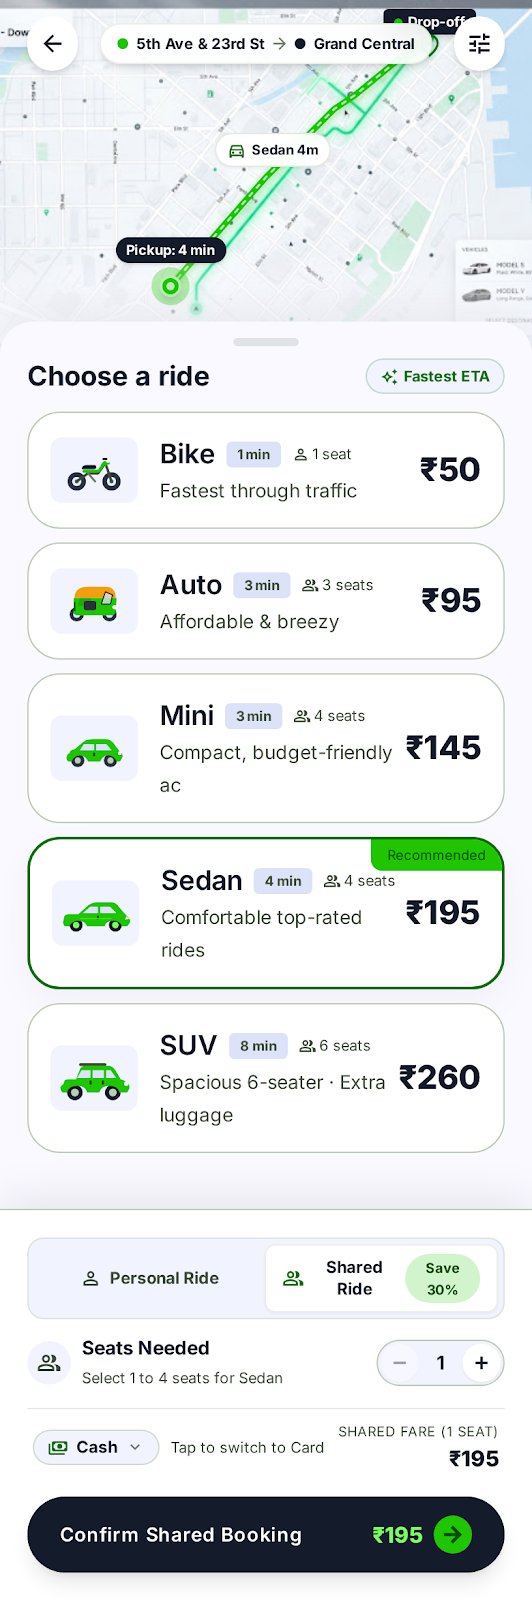 Drop-off
- Dow
5th Ave & 23rd St → Grand Central
Sedan 4m
Pickup: 4 min
VEHICLES
MODEL S
MODEL Y
Choose a ride
Fastest ETA
Bike 1 min 1 seat
Fastest through traffic
₹50
Auto 3 min 3 seats
Affordable & breezy
₹95
Mini 3 min 4 seats
Compact, budget-friendly
ac
₹145
Recommended
Sedan 4 min 4 seats
Comfortable top-rated
rides
₹195
SUV 8 min 6 seats
Spacious 6-seater · Extra
luggage
₹260
Personal Ride
Shared
Ride
Save
30%
Seats Needed
Select 1 to 4 seats for Sedan
1
Cash
Tap to switch to Card
SHARED FARE (1 SEAT)
₹195
Confirm Shared Booking ₹195